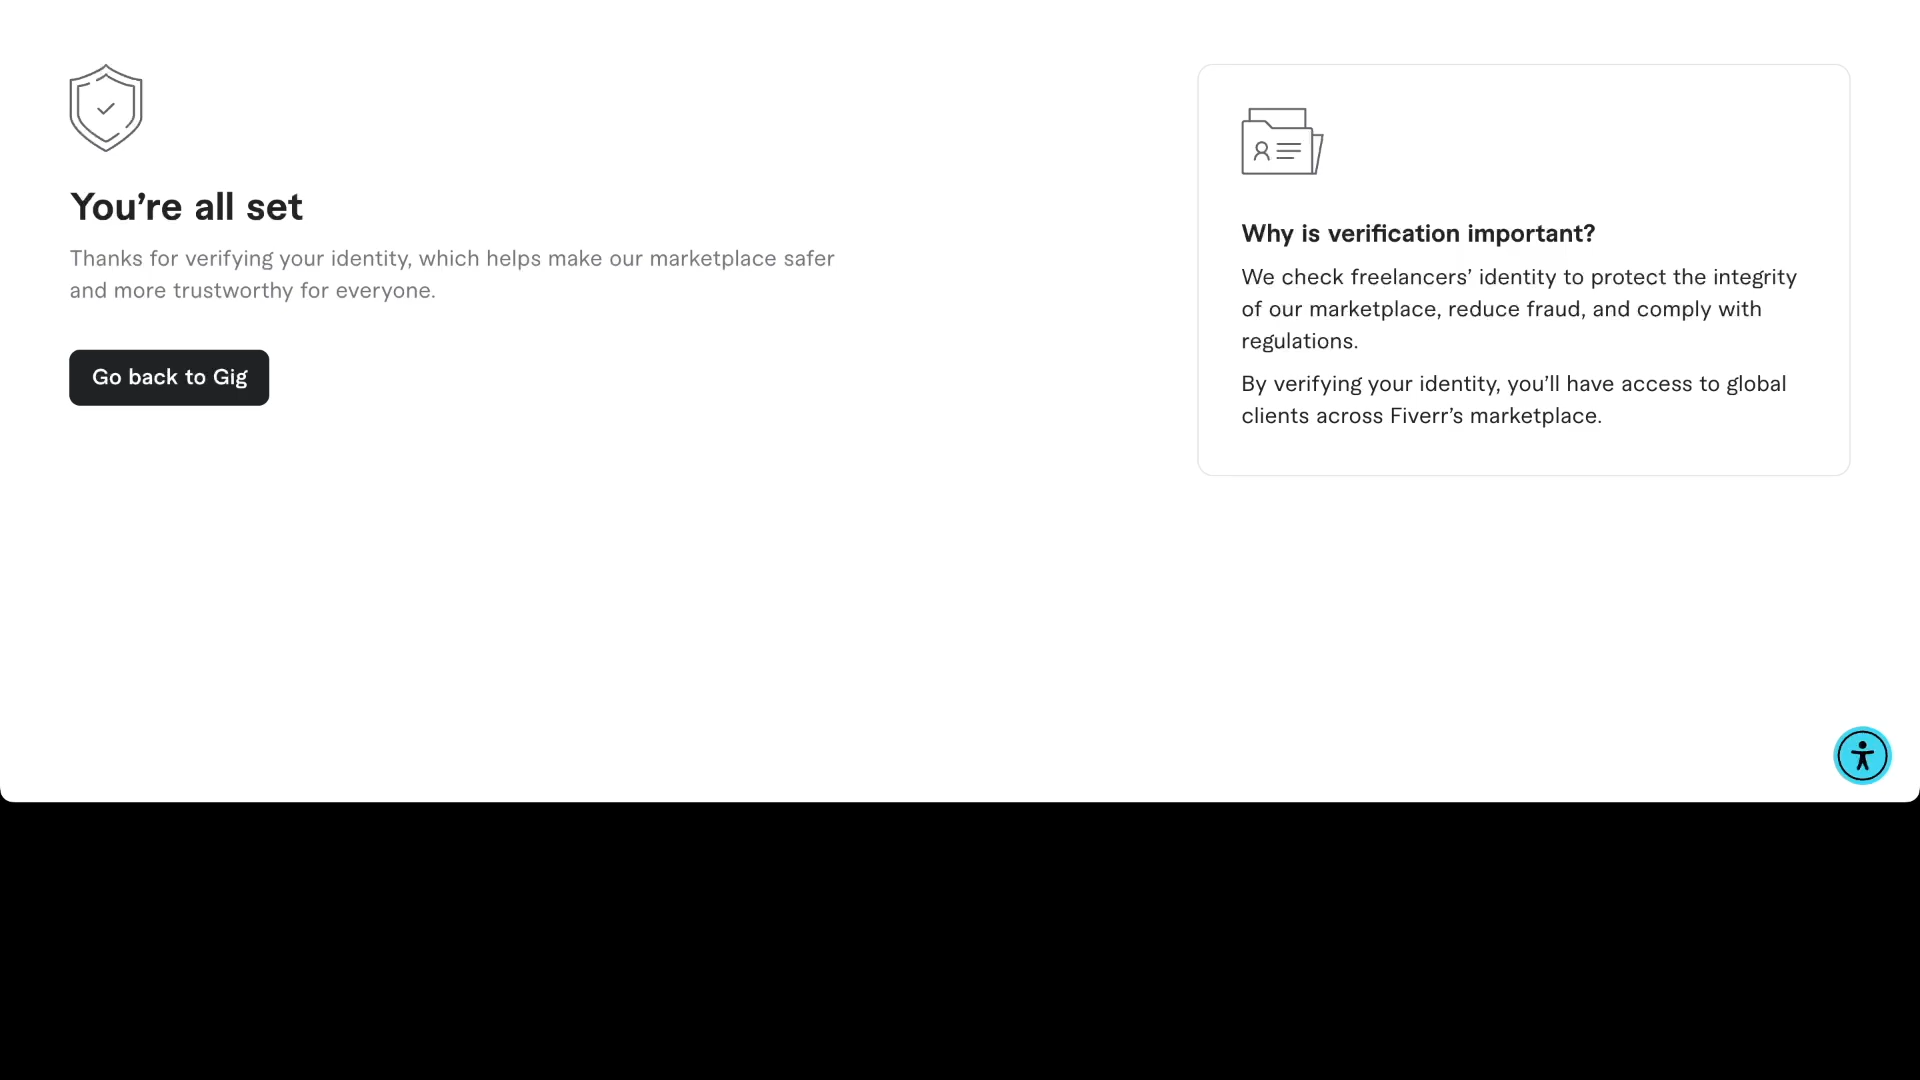 You’re all set
Thanks for verifying your identity, which helps make our marketplace safer
and more trustworthy for everyone.
Go back to Gig
Why is verification important?
We check freelancers’ identity to protect the integrity
of our marketplace, reduce fraud, and comply with
regulations.
By verifying your identity, you’ll have access to global
clients across Fiverr’s marketplace.